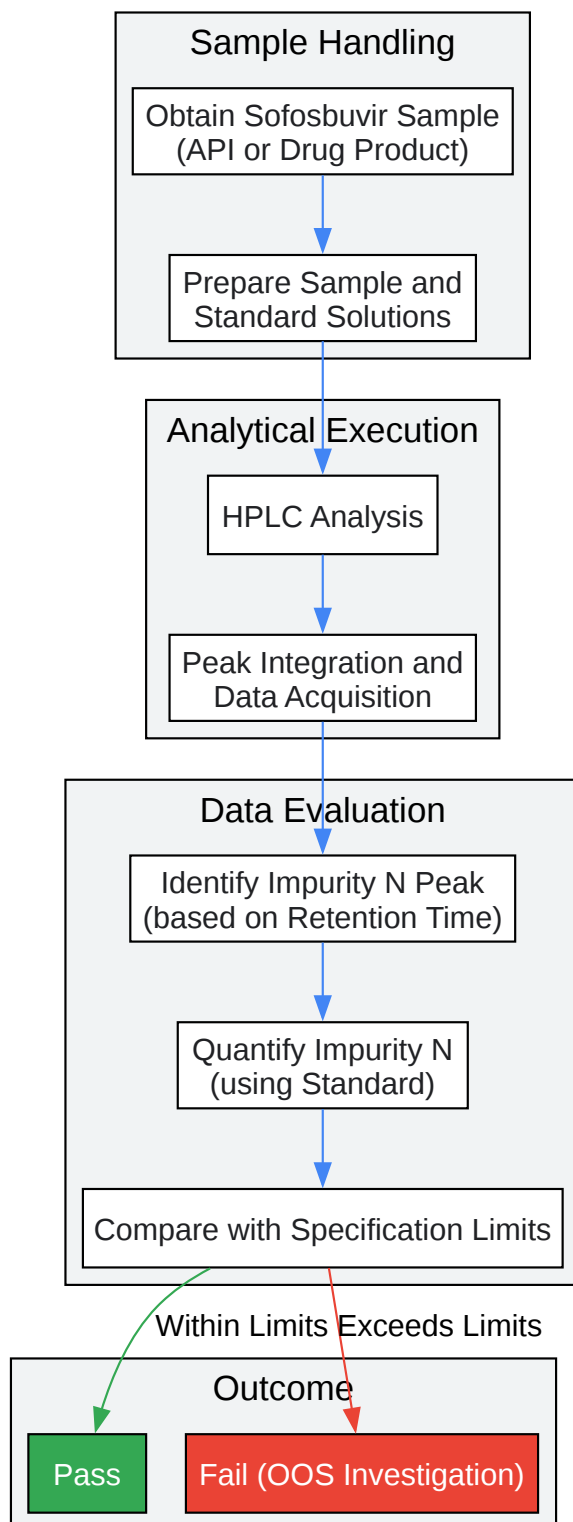 Sample Handling
Obtain Sofosbuvir Sample
(API or Drug Product)
Prepare Sample and
Standard Solutions
Analytical Execution
HPLC Analysis
Peak Integration and
Data Acquisition
Data Evaluation
Identify Impurity N Peak
(based on Retention Time)
Quantify Impurity N
(using Standard)
Compare with Specification Limits
Within Limits Exceeds Limits
Outcome
Pass
Fail (OOS Investigation)